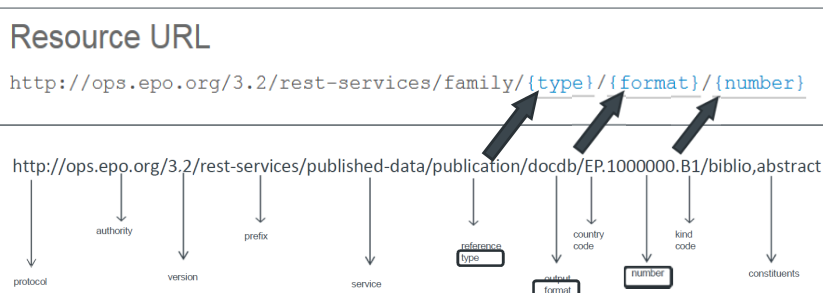 Resource URL
http://ops.epo.org/3.2/rest-services/family/{type}/{format}/{number}
http://ops.epo.org/3.2/rest-services/published-data/publication/docdb/EP.1000000.B1/biblio,abstract
authority
prefix
reference
type
country
code
kind
code
protocol
version
service
output
format
number
constituents